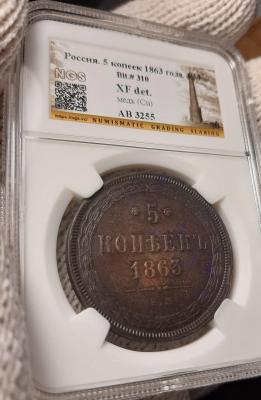 Россия. 5 копеек 1863 года.
Bit.# 310
NGS
XF det.
медь (Cu)
AB 3255
NUMISMATIC GRADING SLABING
* 5 *
КОПѢЕКЪ
1863